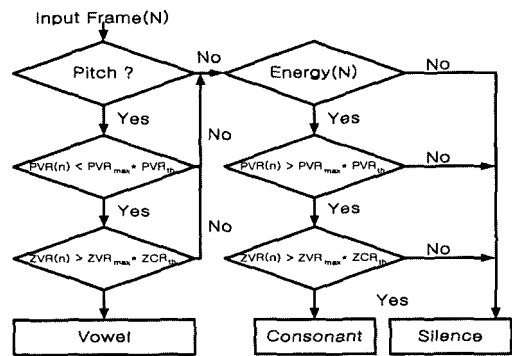 Input Frame(N)
Pitch ?
No
Energy(N)
No
Yes
Yes
No
PVR(n) < PVRmax* PVRth
PVR(n) > PVRmax* PVRth
No
Yes
Yes
No
ZVR(n) > ZVRmax* ZCRth
ZVR(n) > ZVRmax* ZCRth
No
Yes
Vowel
Consonant
Silence